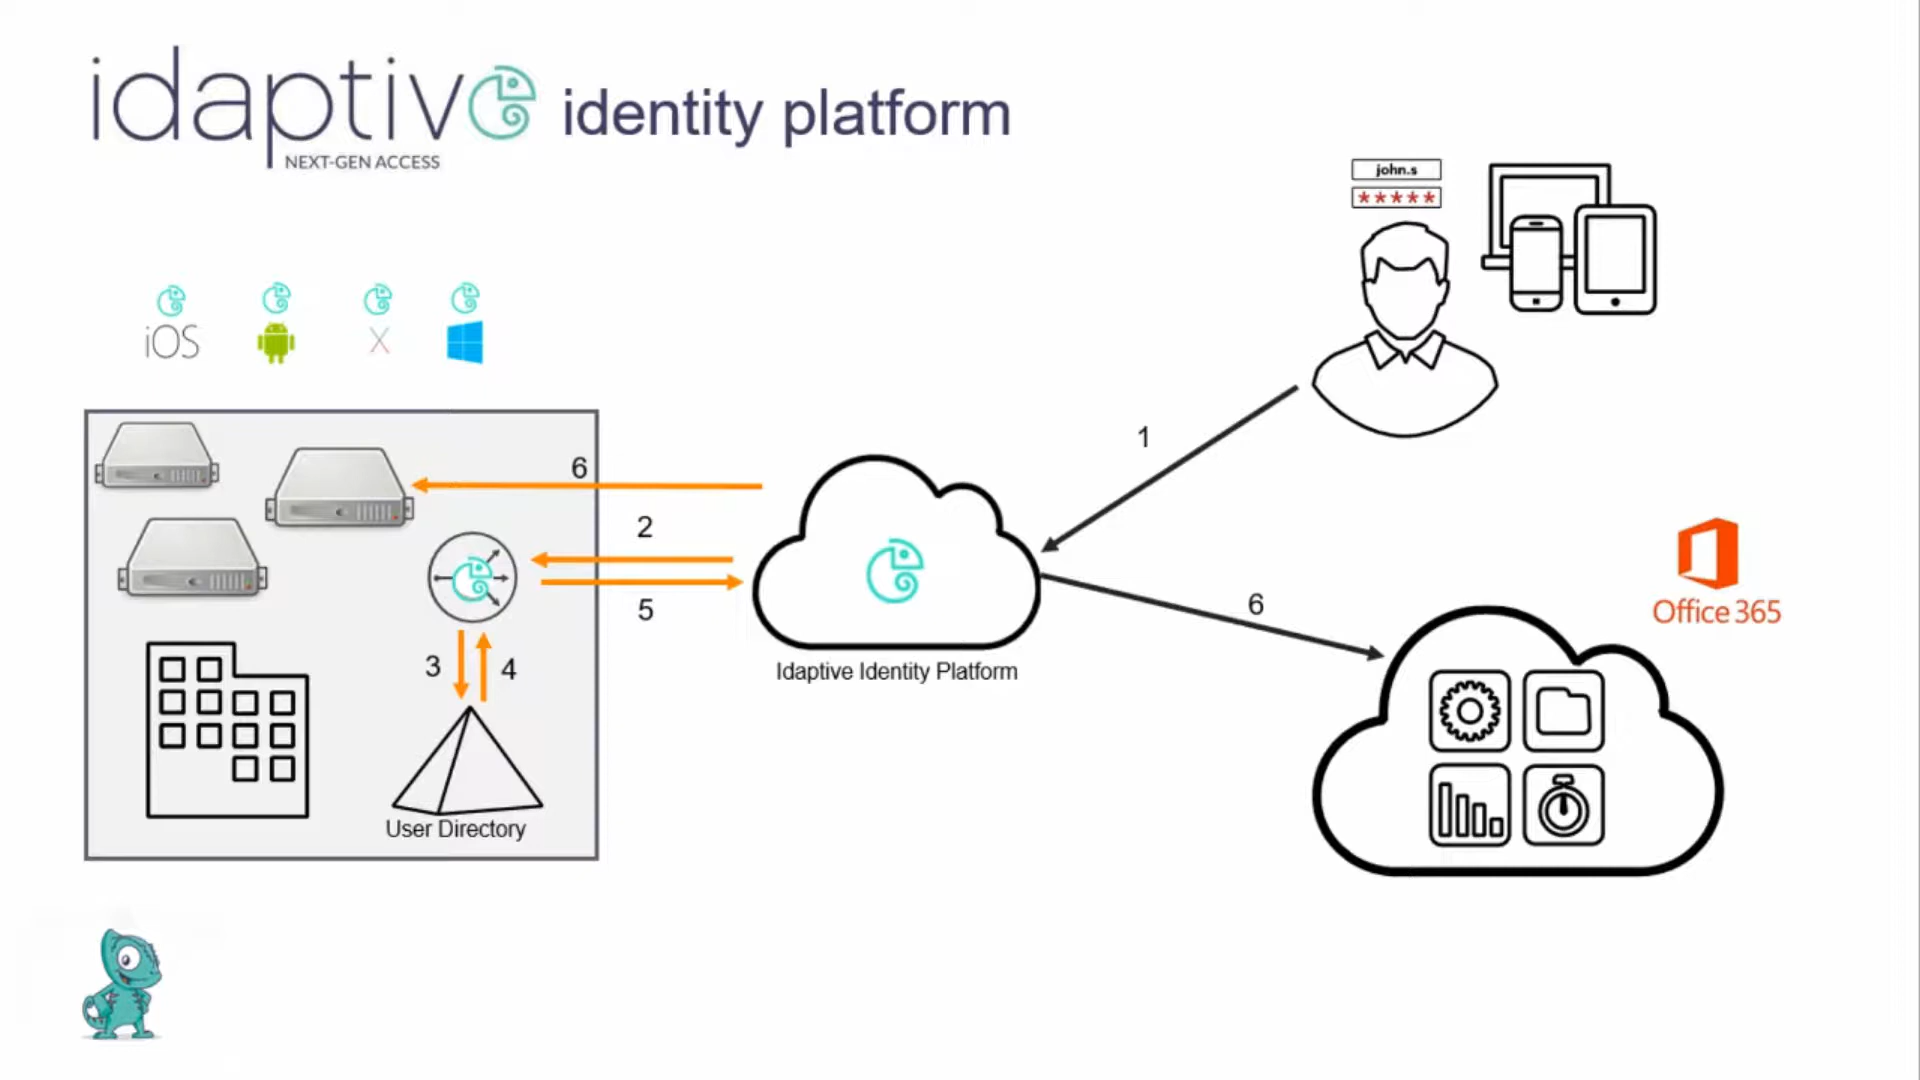 idaptive identity platform
NEXT-GEN ACCESS
john.s
*****
iOS
X
6
1
2
Office 365
5
6
3
4
Idaptive Identity Platform
User Directory